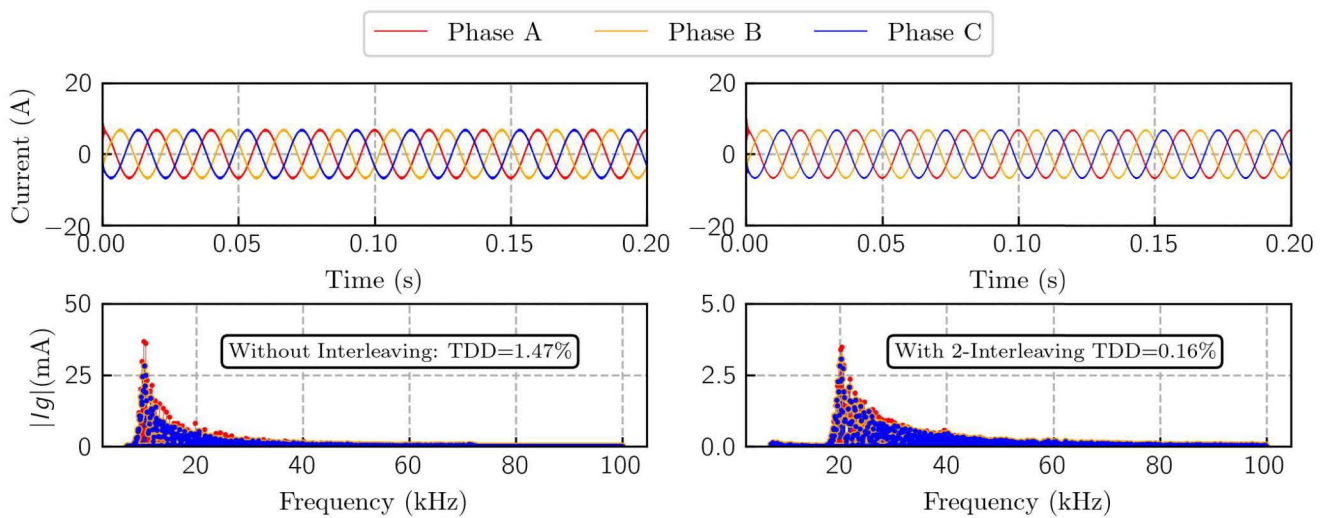 Phase A Phase B Phase C
Current (A)
20
0
−20
0.00 0.05 0.10 0.15 0.20
Time (s)
20
0
−20
0.00 0.05 0.10 0.15 0.20
Time (s)
|Ig|(mA)
50
25
0
Without Interleaving: TDD=1.47%
20 40 60 80 100
Frequency (kHz)
5.0
2.5
0.0
With 2-Interleaving TDD=0.16%
20 40 60 80 100
Frequency (kHz)